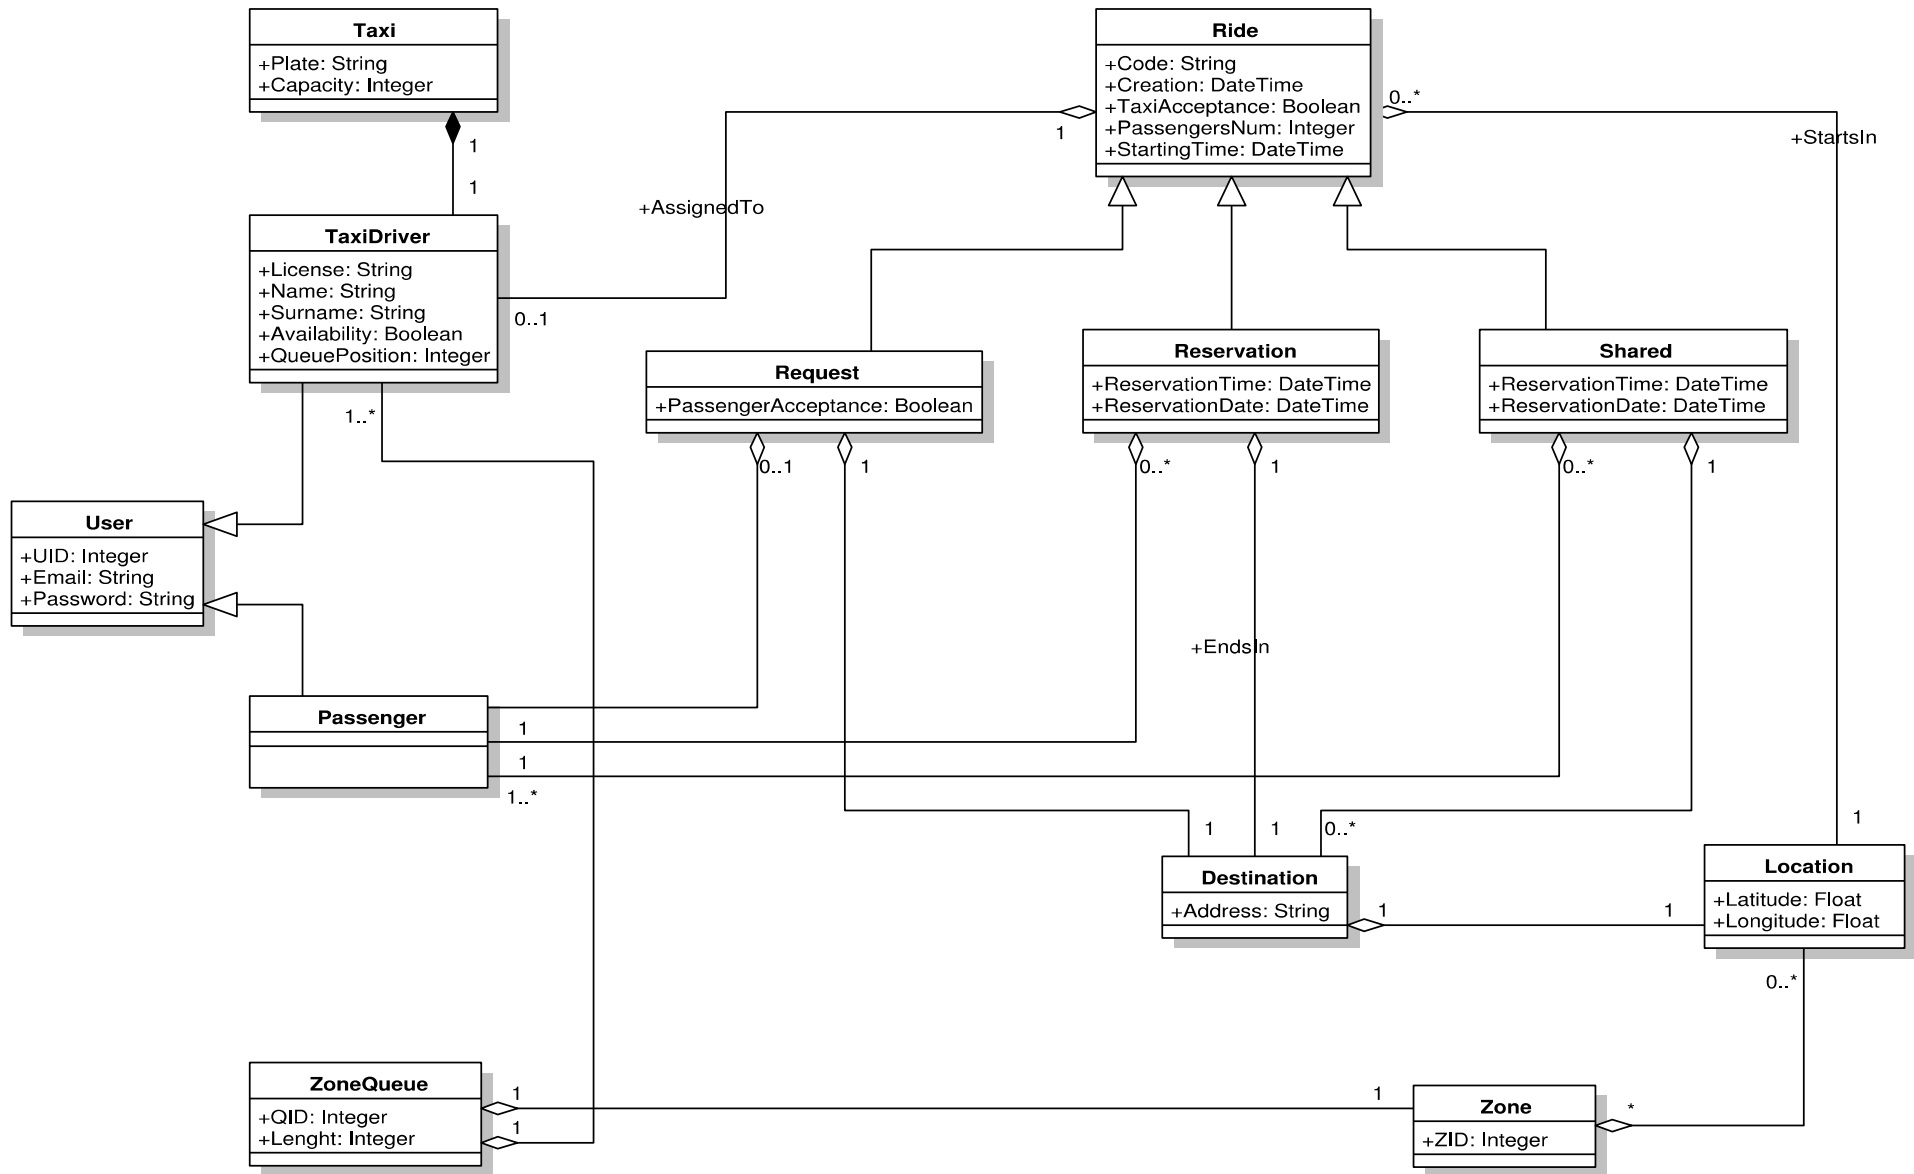 Taxi
+Plate: String
+Capacity: Integer
1
1
TaxiDriver
+License: String
+Name: String
+Surname: String
+Availability: Boolean
+QueuePosition: Integer
1..*
0..1
+AssignedTo
1
Ride
+Code: String
+Creation: DateTime
+TaxiAcceptance: Boolean
+PassengersNum: Integer
+StartingTime: DateTime
0..*
+StartsIn
Request
+PassengerAcceptance: Boolean
0..1
1
Reservation
+ReservationTime: DateTime
+ReservationDate: DateTime
0..*
1
Shared
+ReservationTime: DateTime
+ReservationDate: DateTime
0..*
1
User
+UID: Integer
+Email: String
+Password: String
+EndsIn
Passenger
1
1
1..*
1
1
0..*
1
Destination
+Address: String
1
1
Location
+Latitude: Float
+Longitude: Float
0..*
ZoneQueue
+QID: Integer
+Lenght: Integer
1
1
1
Zone
+ZID: Integer
*